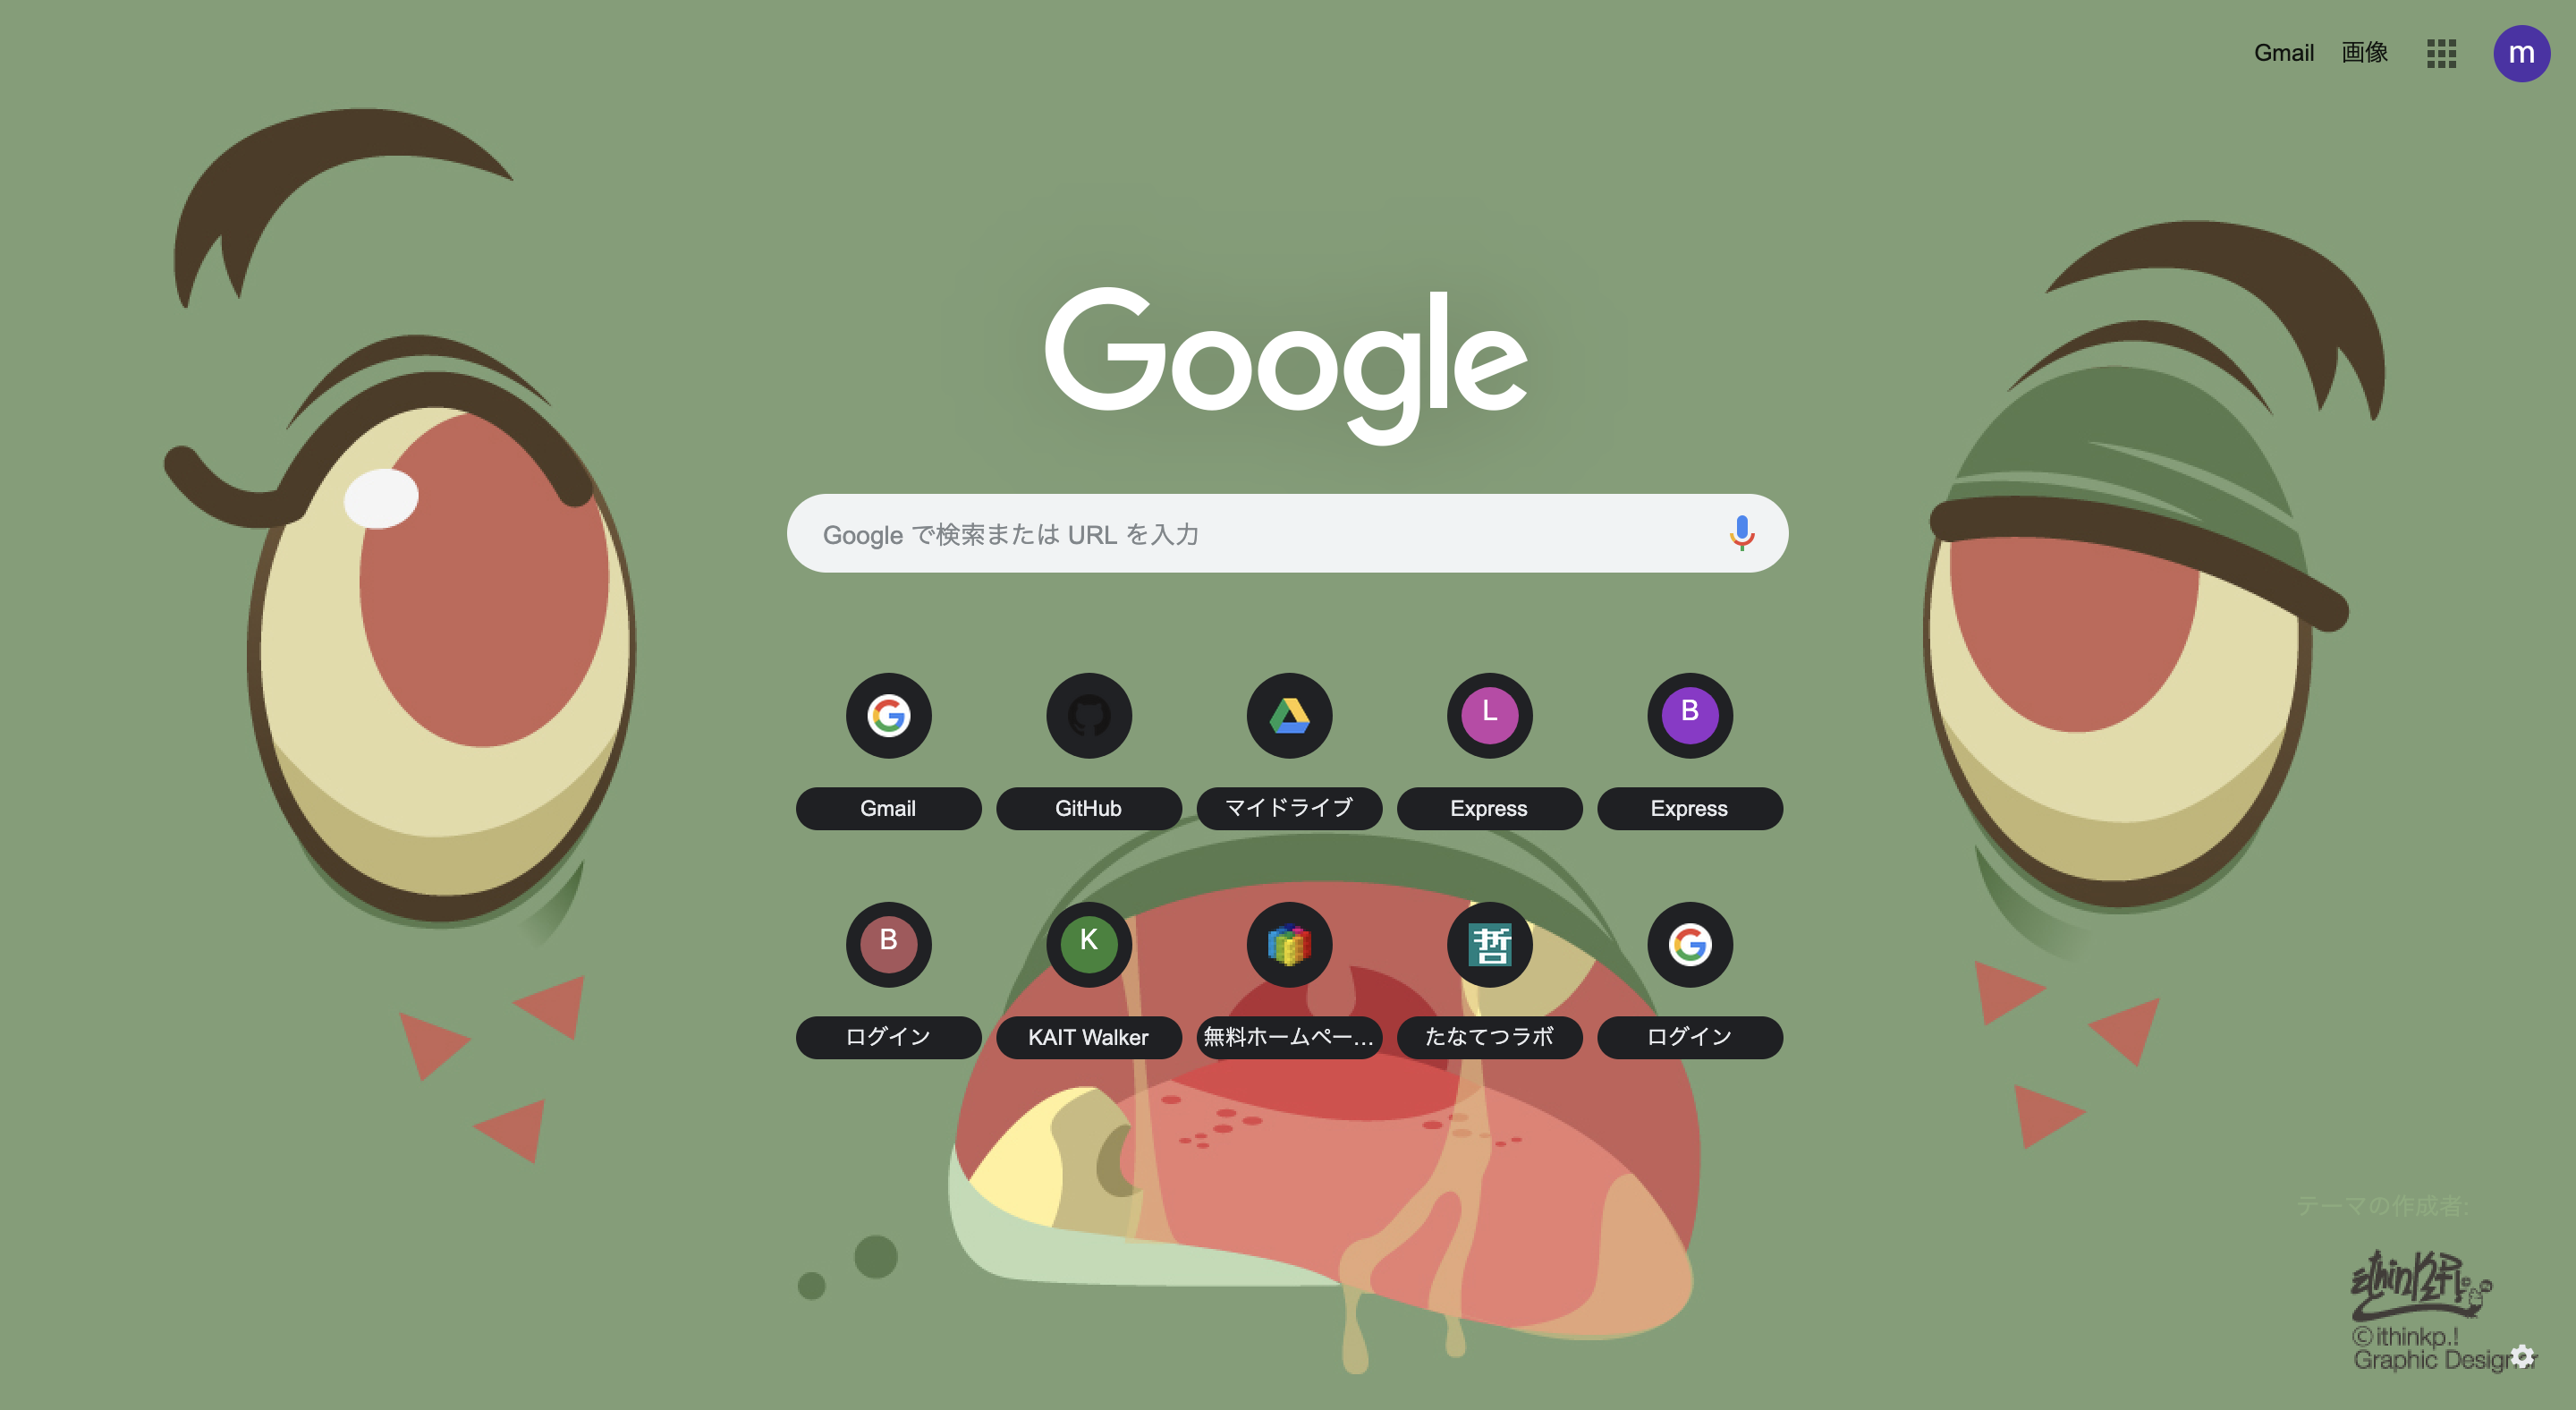 Gmail 画像 m
Google
Google で検索または URL を入力
L B
Gmail GitHub マイドライブ Express Express
B K 哲
ログイン KAIT Walker 無料ホームペー... たなてつラボ ログイン
テーマの作成者:
©ithinkp.!
Graphic Designer